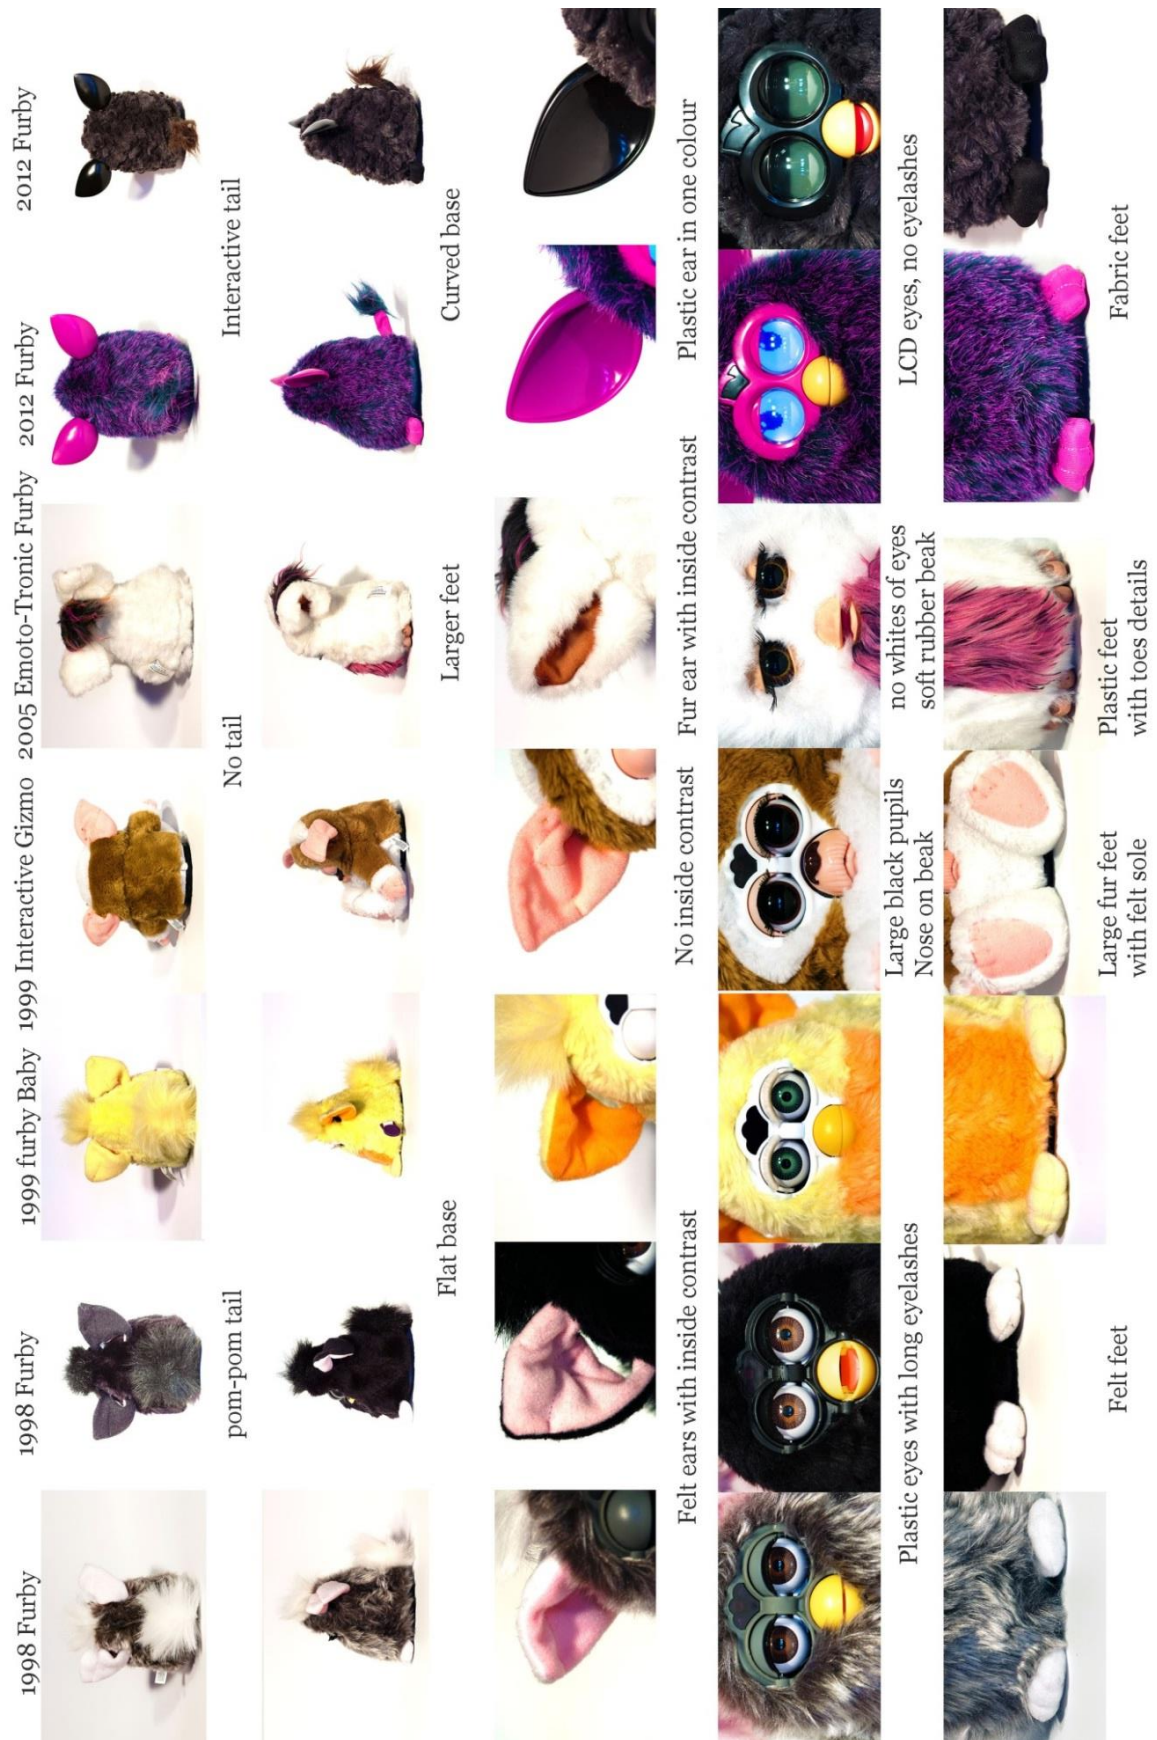 1998 Furby
1998 Furby
1999 furby Baby
1999 Interactive Gizmo
2005 Emoto-Tronic Furby
2012 Furby
2012 Furby
pom-pom tail
No tail
Interactive tail
Flat base
Larger feet
Curved base
Felt ears with inside contrast
No inside contrast
Fur ear with inside contrast
Plastic ear in one colour
Plastic eyes with long eyelashes
Large black pupils
Nose on beak
no whites of eyes
soft rubber beak
LCD eyes, no eyelashes
Felt feet
Large fur feet
with felt sole
Plastic feet
with toes details
Fabric feet